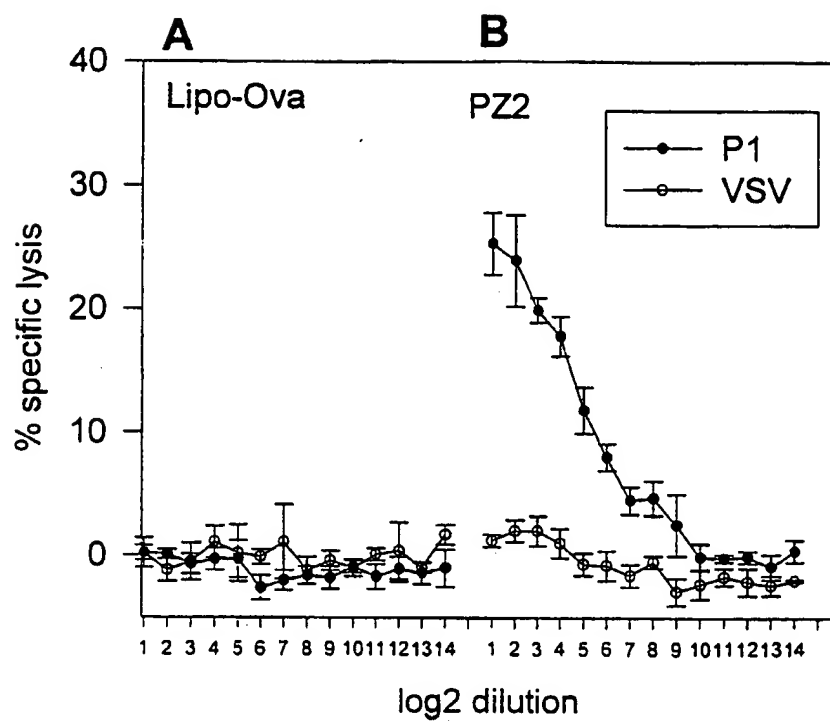 A B
40
Lipo-Ova PZ2
P1
VSV
30
20
10
0
% specific lysis
1 2 3 4 5 6 7 8 9 10 11 12 13 14 1 2 3 4 5 6 7 8 9 10 11 12 13 14
log2 dilution